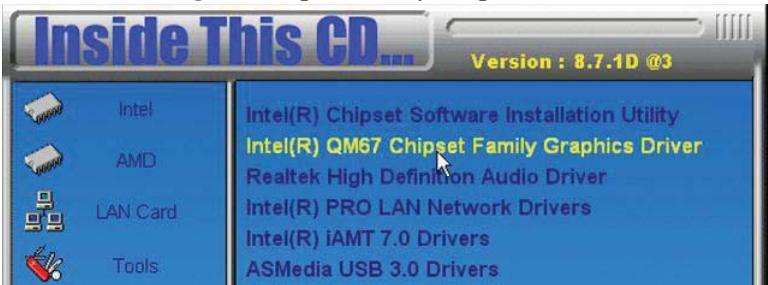 Inside This CD...
Version : 8.7.1D @3
Intel
AMD
LAN Card
Tools
Intel(R) Chipset Software Installation Utility
Intel(R) QM67 Chipset Family Graphics Driver
Realtek High Definition Audio Driver
Intel(R) PRO LAN Network Drivers
Intel(R) iAMT 7.0 Drivers
ASMedia USB 3.0 Drivers